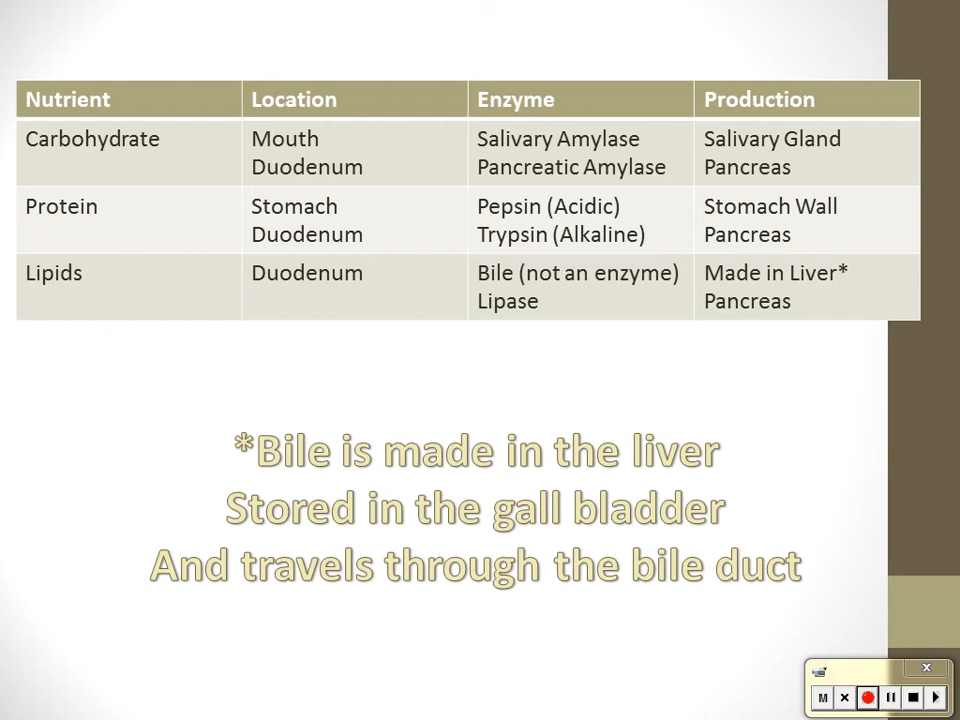 Nutrient Location Enzyme Production
Carbohydrate Mouth Salivary Amylase Salivary Gland
Duodenum Pancreatic Amylase Pancreas
Protein Stomach Pepsin (Acidic) Stomach Wall
Duodenum Trypsin (Alkaline) Pancreas
Lipids Duodenum Bile (not an enzyme) Made in Liver*
Lipase Pancreas
*Bile is made in the liver
Stored in the gall bladder
And travels through the bile duct
M